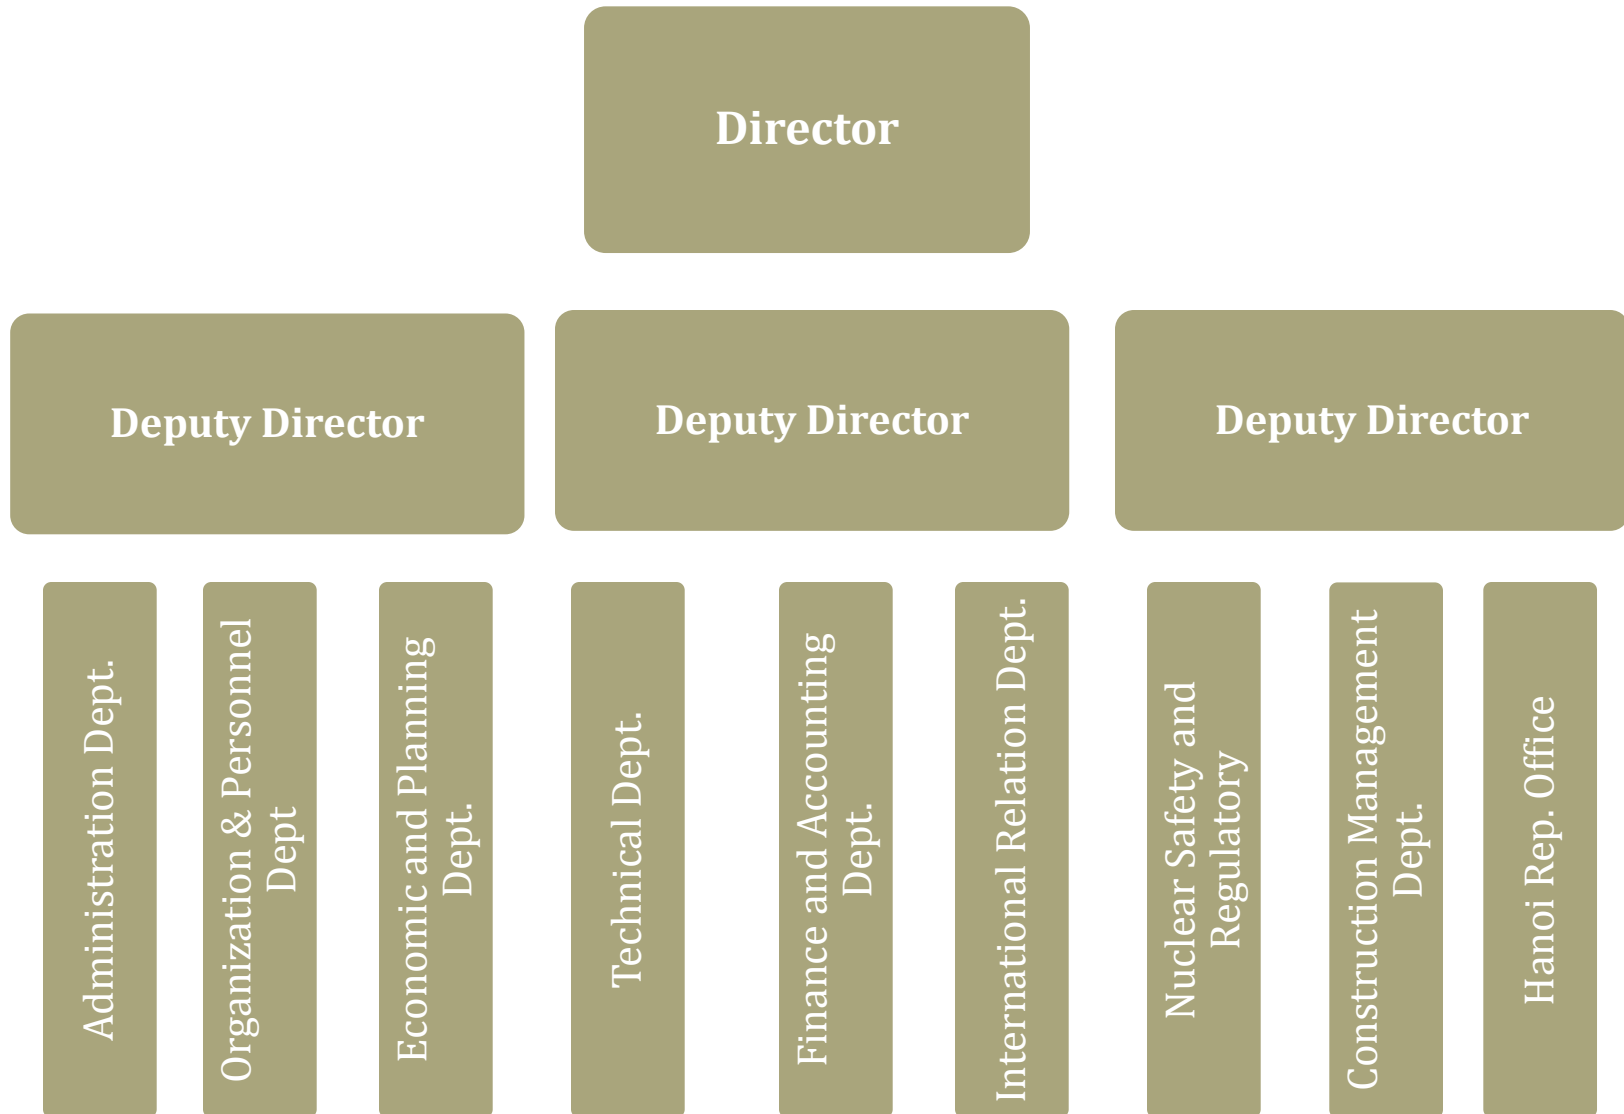 Director
Deputy Director
Deputy Director
Deputy Director
Administration Dept.
Organization & Personnel
Dept
Economic and Planning
Dept.
Technical Dept.
Finance and Accounting
Dept.
International Relation Dept.
Nuclear Safety and
Regulatory
Construction Management
Dept.
Hanoi Rep. Office